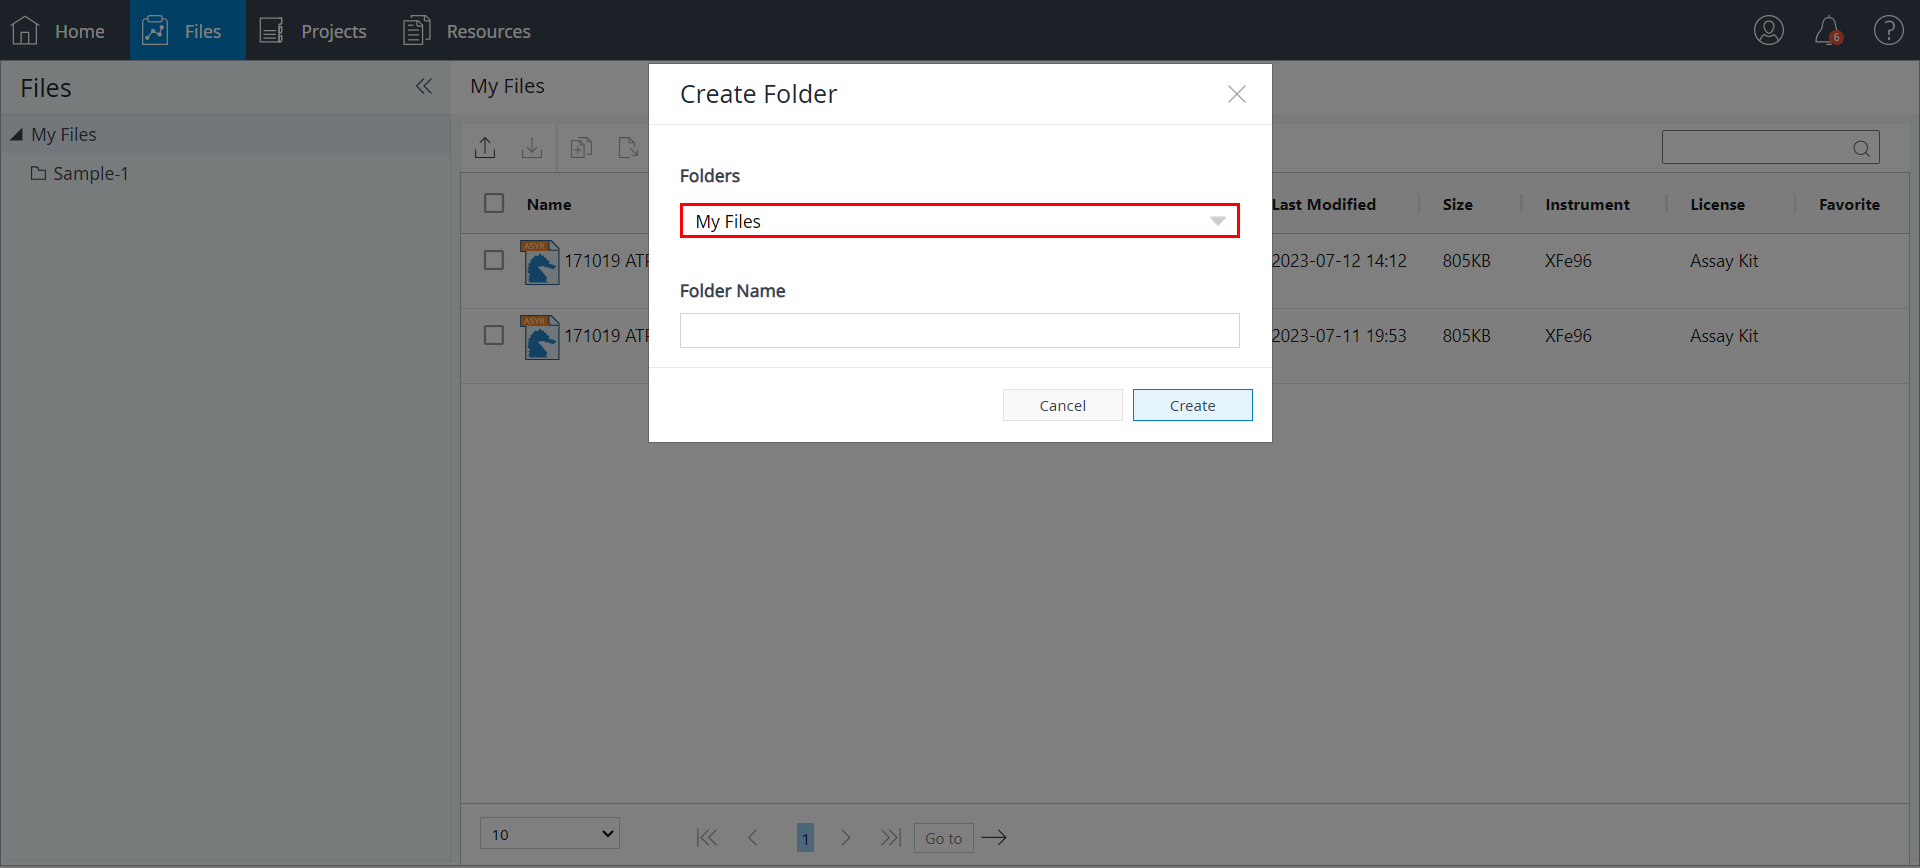 Home Files Projects Resources
6 ?
Files
My Files
Sample-1
My Files
Name Last Modified Size Instrument License Favorite
ASYR 171019 2023-07-12 14:12 805KB XFe96 Assay Kit
ASYR 171019 2023-07-11 19:53 805KB XFe96 Assay Kit
Create Folder
Folders
My Files
Folder Name
Cancel Create
10 1 Go to